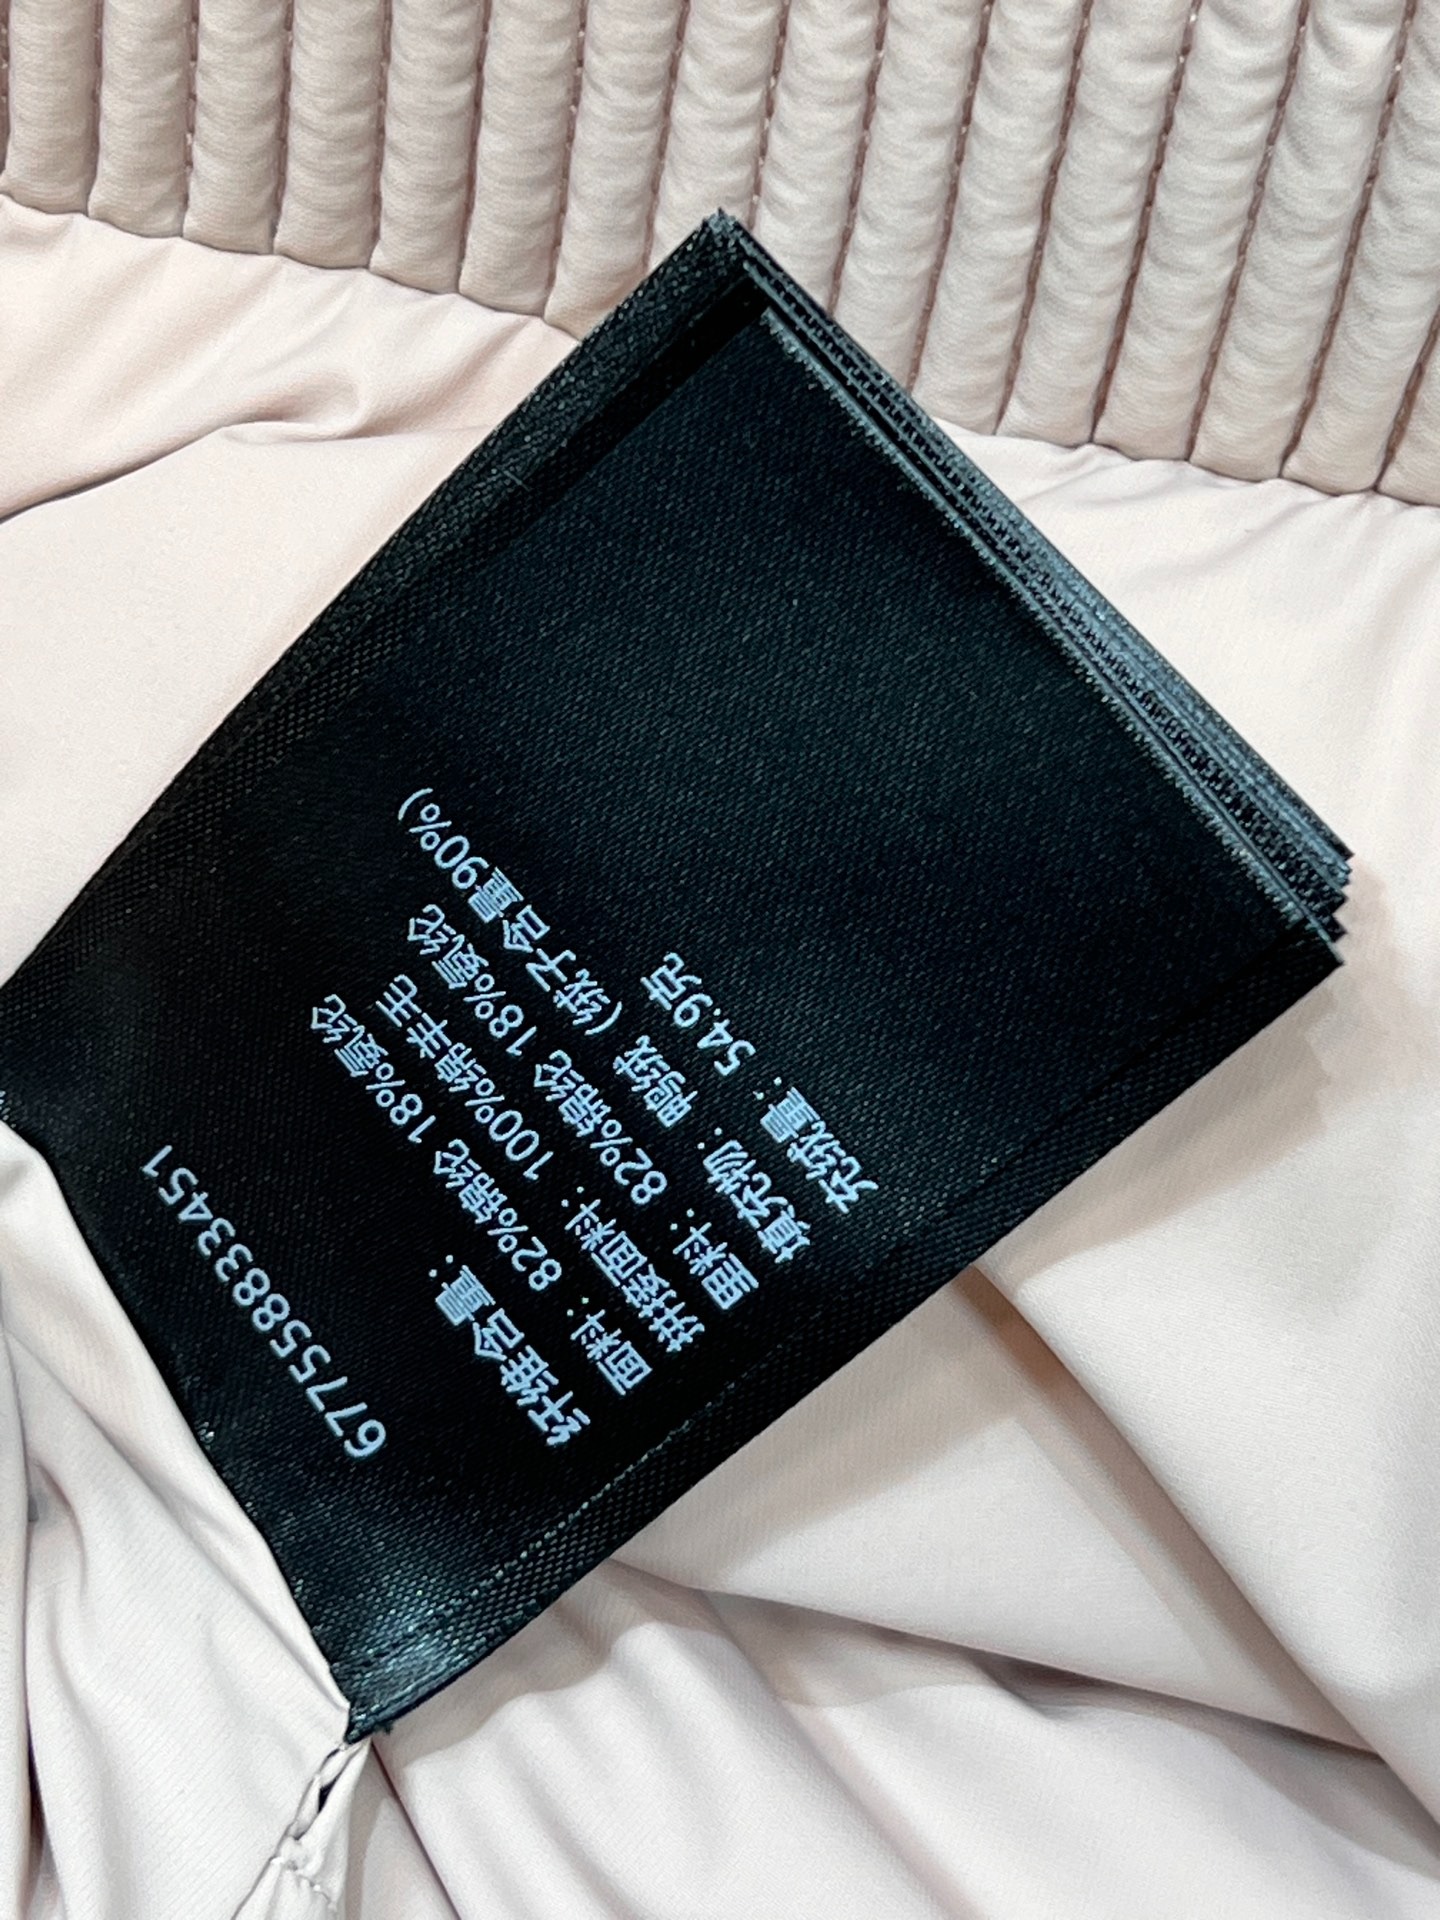 677558833451
纤维含量：
面料：82%锦纶 18%氨纶
拼接面料：100%绵羊毛
里料：82%锦纶 18%氨纶
填充物：鸭绒（绒子含量90%）
充绒量：54.9克